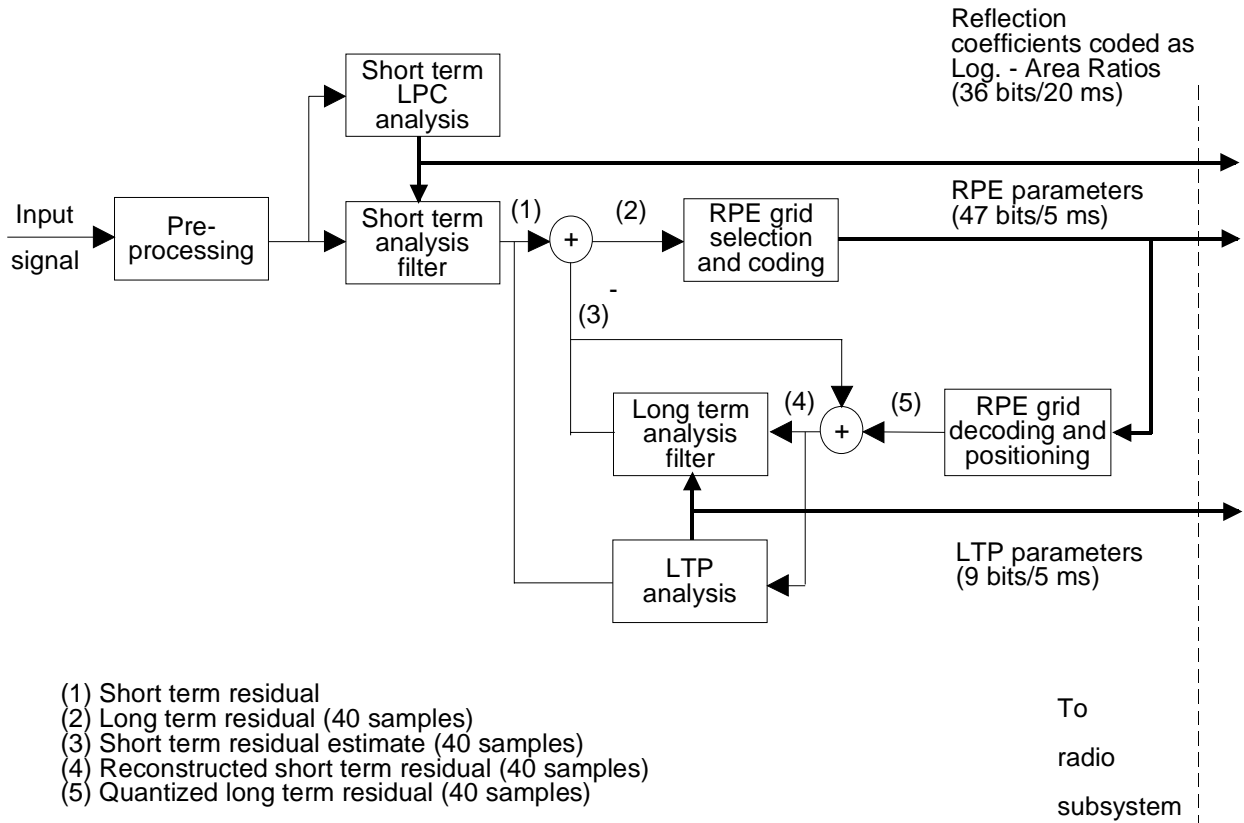 Reflection
coefficients coded as
Log. - Area Ratios
(36 bits/20 ms)
Short term
LPC
analysis
RPE parameters
(47 bits/5 ms)
Input
signal
Pre-
processing
Short term
analysis
filter
(1)
+
(2)
RPE grid
selection
and coding
-
(3)
Long term
analysis
filter
(4)
+
(5)
RPE grid
decoding and
positioning
LTP
analysis
LTP parameters
(9 bits/5 ms)
(1) Short term residual
(2) Long term residual (40 samples)
(3) Short term residual estimate (40 samples)
(4) Reconstructed short term residual (40 samples)
(5) Quantized long term residual (40 samples)
To
radio
subsystem